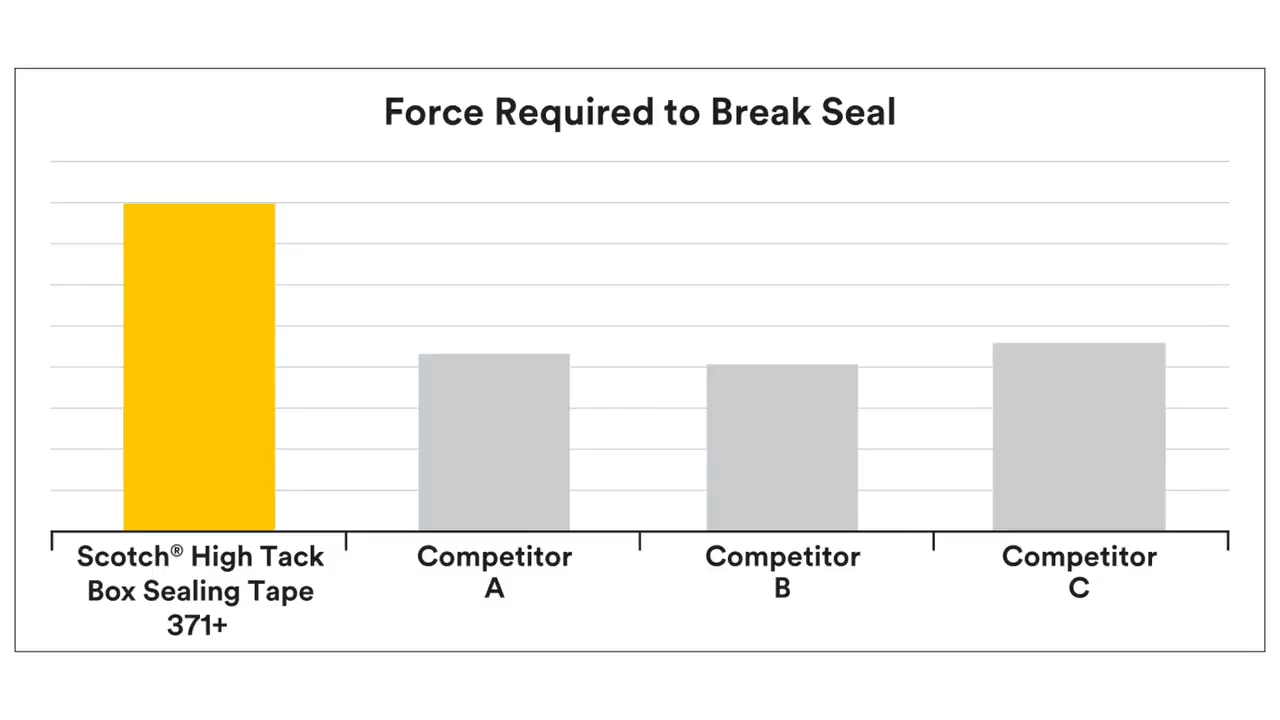 Force Required to Break Seal
Scotch® High Tack
Box Sealing Tape
371+
Competitor
A
Competitor
B
Competitor
C